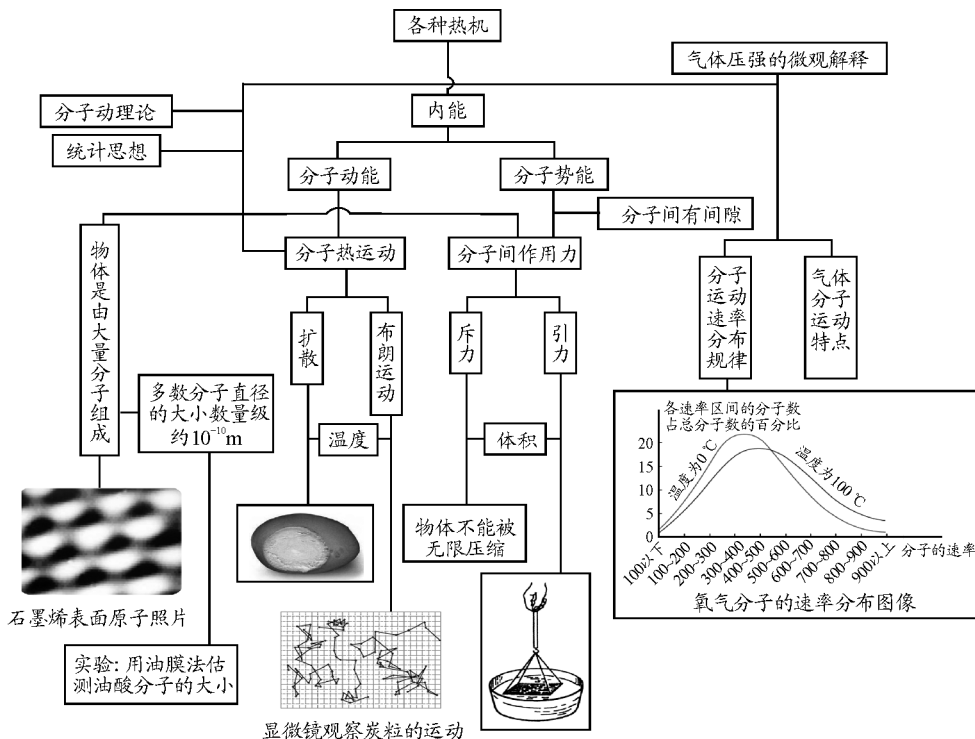 各种热机
气体压强的微观解释
分子动理论
内能
统计思想
分子动能
分子势能
分子间有间隙
物体是由大量分子组成
分子热运动
分子间作用力
分子
运动
速率
分布
规律
气体
分子
运动
特点
扩散
布朗运动
斥力
引力
多数分子直径
的大小数量级
约10⁻¹⁰m
温度
体积
各速率区间的分子数
占总分子数的百分比
20
15
10
5
0
温度为0 ℃
温度为100 ℃
100以下
100-200
200-300
300-400
400-500
500-600
600-700
700-800
800-900
900以上
分子的速率
氧气分子的速率分布图像
物体不能被
无限压缩
石墨烯表面原子照片
实验: 用油膜法估
测油酸分子的大小
显微镜观察炭粒的运动